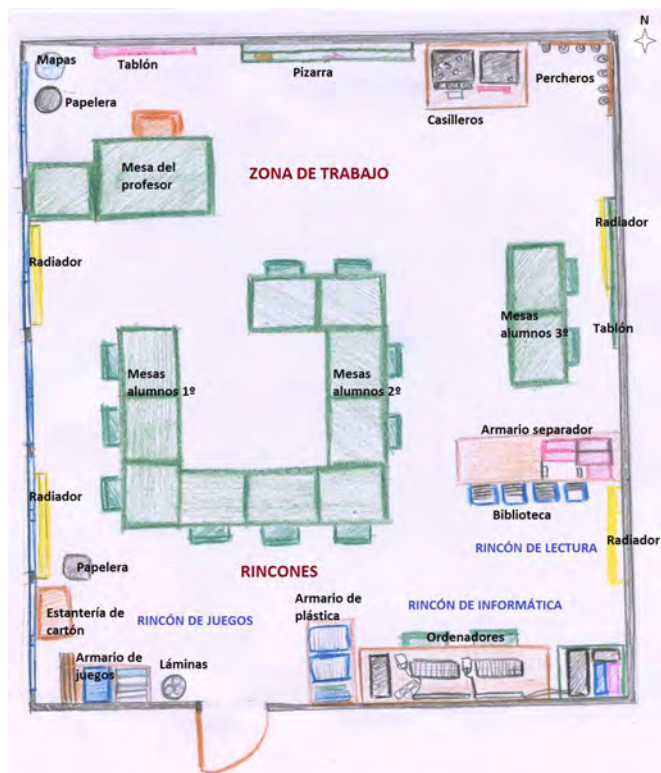 N
Mapas
Tablón
Pizarra
Percheros
Papelera
Casilleros
Mesa del
profesor
ZONA DE TRABAJO
Radiador
Radiador
Tablón
Mesas
alumnos 3º
Mesas
alumnos 1º
Mesas
alumnos 2º
Armario separador
Radiador
Biblioteca
RINCÓN DE LECTURA
Radiador
Papelera
RINCONES
Estantería de
cartón
RINCÓN DE JUEGOS
Armario de
plástica
RINCÓN DE INFORMÁTICA
Ordenadores
Armario de
juegos
Láminas